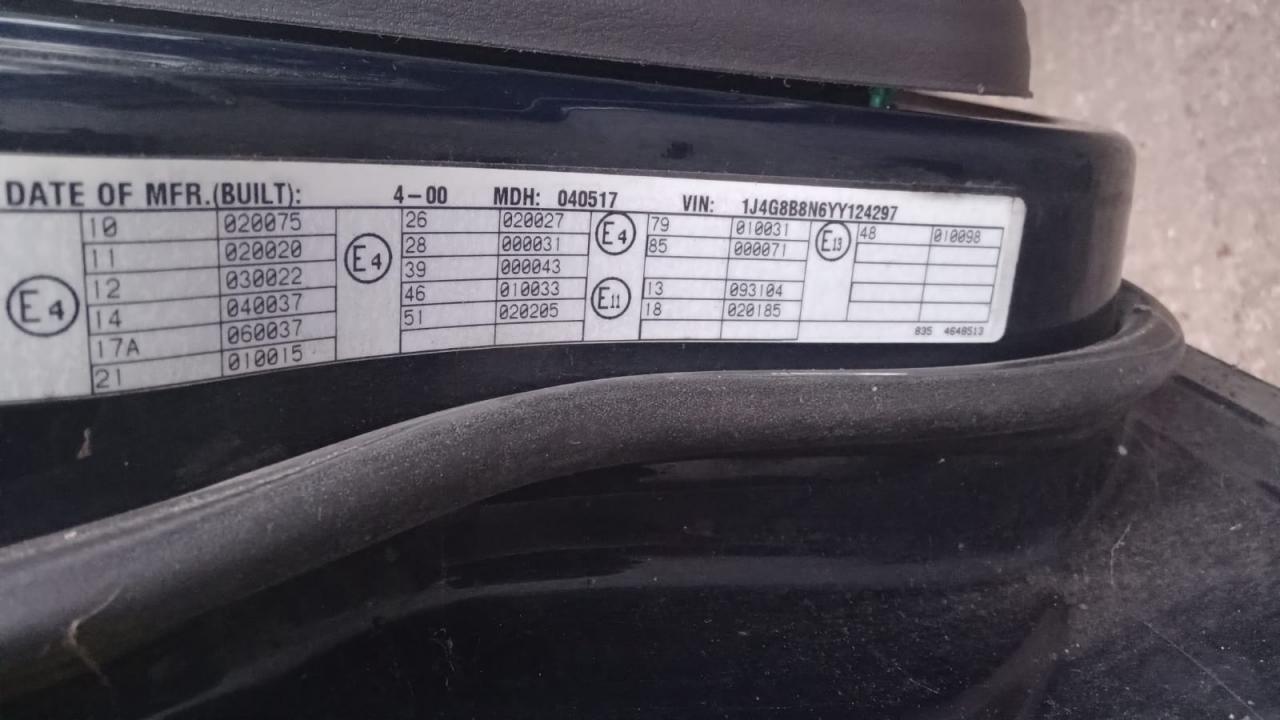 DATE OF MFR.(BUILT): 4-00 MDH: 040517 VIN: 1J4G8B8N6YY124297
E4
10 020075
11 020020
12 030022
14 040037
17A 060037
21 010015
E4
26 020027
28 000031
39 000043
46 010033
51 020205
E4
79 010031
85 000071
E11
13 093104
18 020185
E13
48 010098
835 4648513